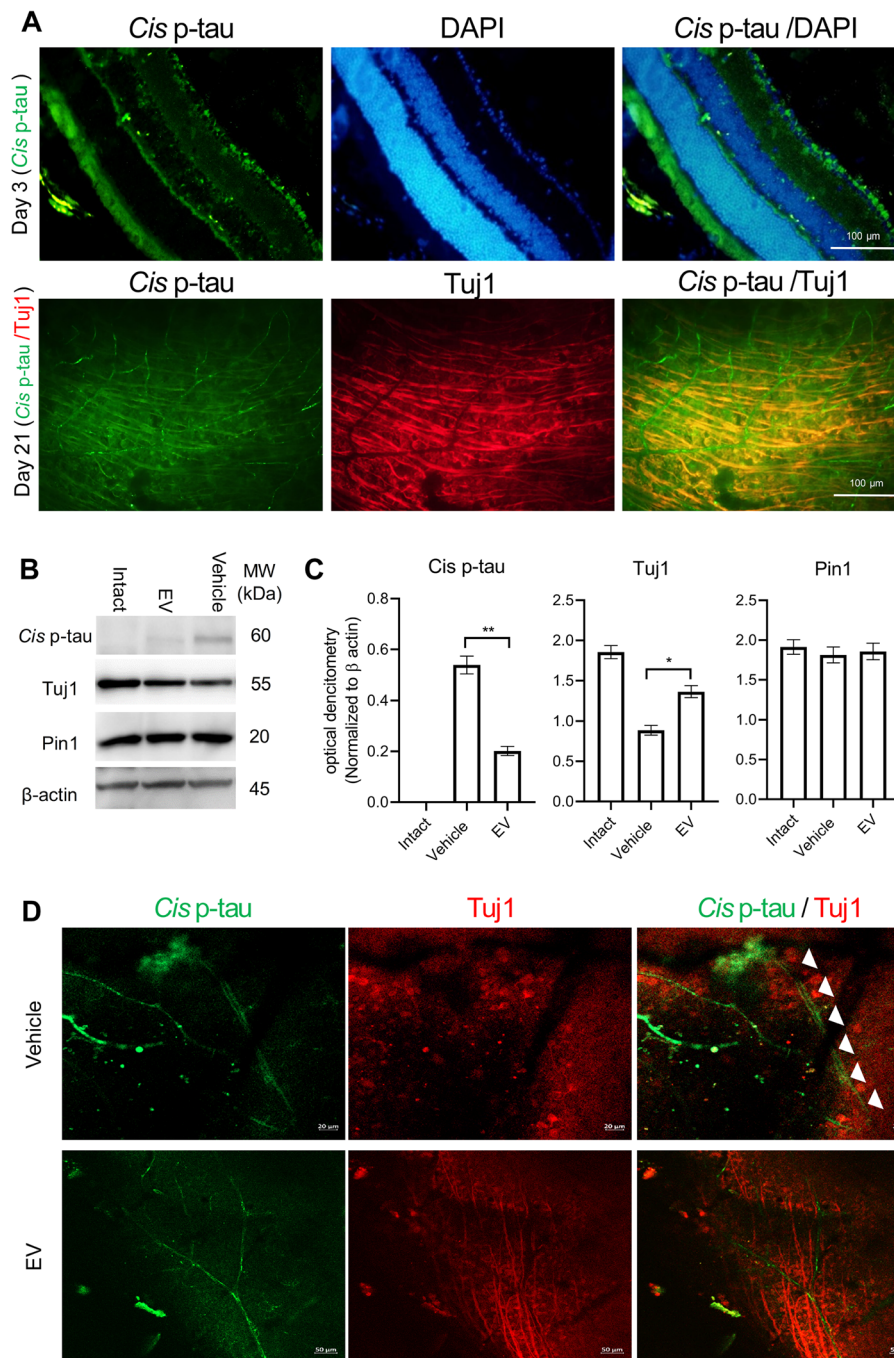 A
Cis p-tau
DAPI
Cis p-tau /DAPI
Day 3 (Cis p-tau)
100 µm
Cis p-tau
Tuj1
Cis p-tau /Tuj1
Day 21 (Cis p-tau /Tuj1)
100 µm
B
Intact
EV
Vehicle
MW
(kDa)
Cis p-tau
60
Tuj1
55
Pin1
20
β-actin
45
C
optical dencitometry
(Normalized to β actin)
Cis p-tau
0.8
0.6
0.4
0.2
0.0
**
Intact
Vehicle
EV
Tuj1
2.5
2.0
1.5
1.0
0.5
0.0
*
Intact
Vehicle
EV
Pin1
2.5
2.0
1.5
1.0
0.5
0.0
Intact
Vehicle
EV
D
Cis p-tau
Tuj1
Cis p-tau / Tuj1
Vehicle
20 µm
20 µm
20 µm
EV
50 µm
50 µm